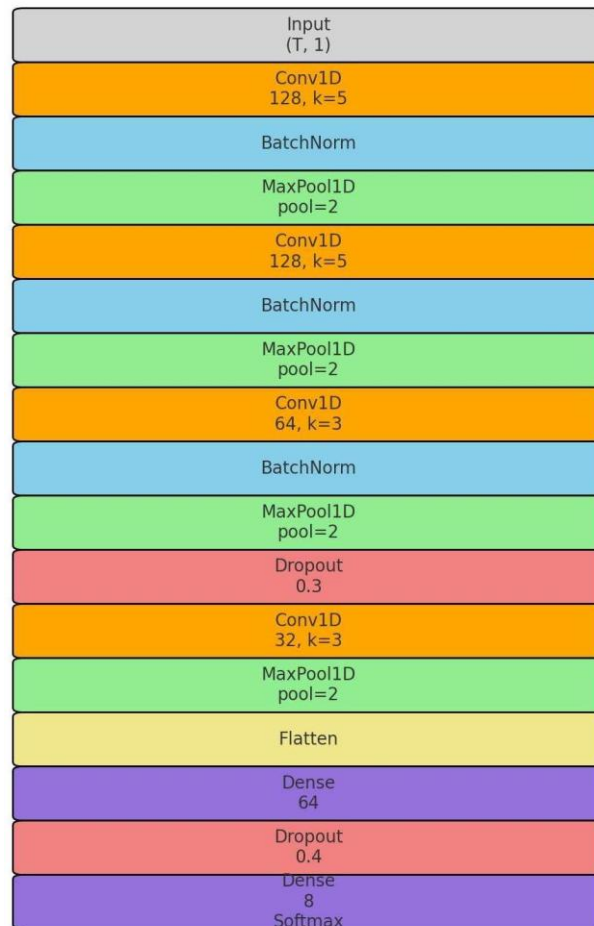 Input
(T, 1)
Conv1D
128, k=5
BatchNorm
MaxPool1D
pool=2
Conv1D
128, k=5
BatchNorm
MaxPool1D
pool=2
Conv1D
64, k=3
BatchNorm
MaxPool1D
pool=2
Dropout
0.3
Conv1D
32, k=3
MaxPool1D
pool=2
Flatten
Dense
64
Dropout
0.4
Dense
8
Softmax